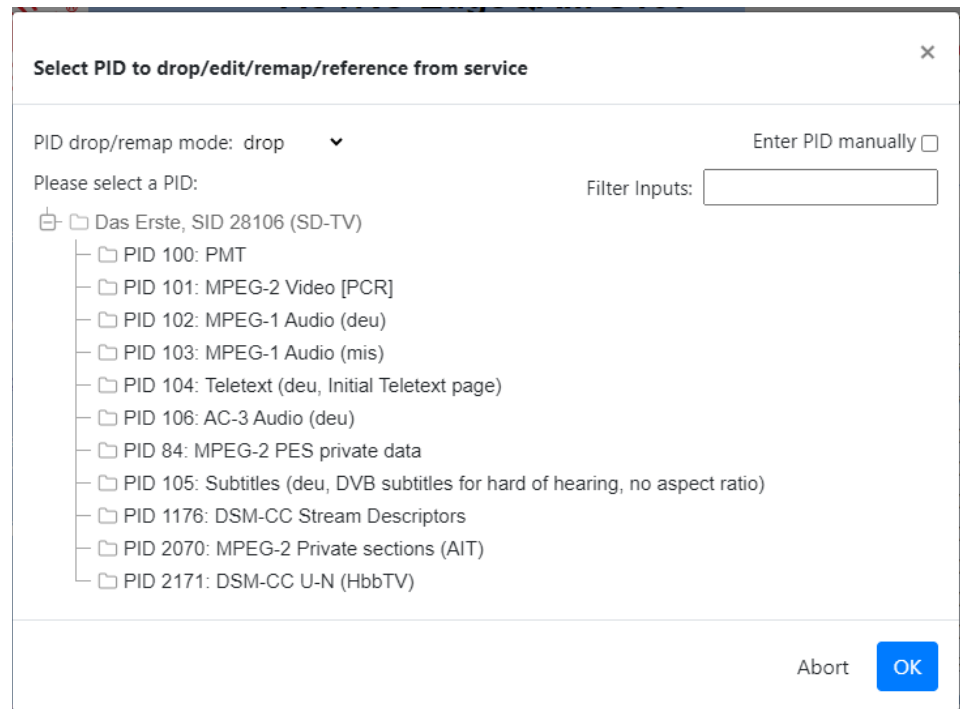 Select PID to drop/edit/remap/reference from service
×
PID drop/remap mode: drop
Enter PID manually
Please select a PID:
Filter Inputs:
Das Erste, SID 28106 (SD-TV)
PID 100: PMT
PID 101: MPEG-2 Video [PCR]
PID 102: MPEG-1 Audio (deu)
PID 103: MPEG-1 Audio (mis)
PID 104: Teletext (deu, Initial Teletext page)
PID 106: AC-3 Audio (deu)
PID 84: MPEG-2 PES private data
PID 105: Subtitles (deu, DVB subtitles for hard of hearing, no aspect ratio)
PID 1176: DSM-CC Stream Descriptors
PID 2070: MPEG-2 Private sections (AIT)
PID 2171: DSM-CC U-N (HbbTV)
Abort
OK